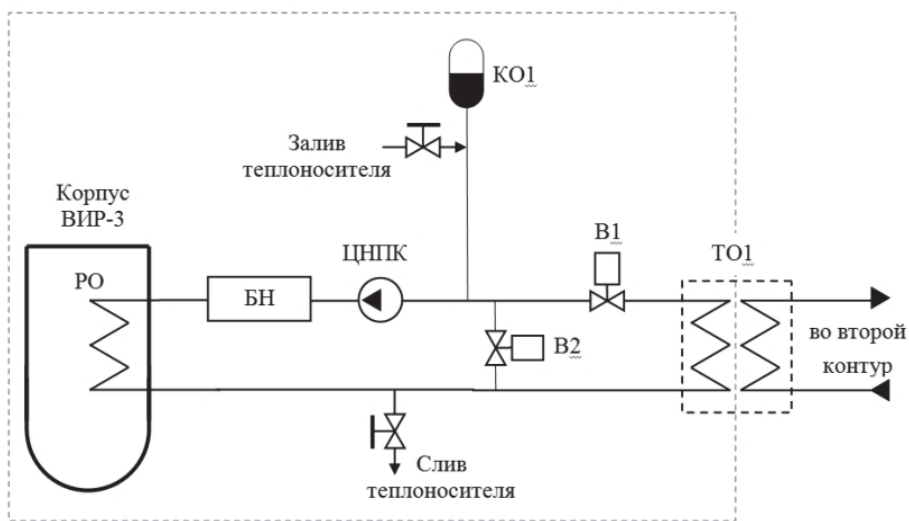 КО1
Залив
теплоносителя
Корпус
ВИР-3
РО
БН
ЦНПК
В1
ТО1
В2
во второй
контур
Слив
теплоносителя